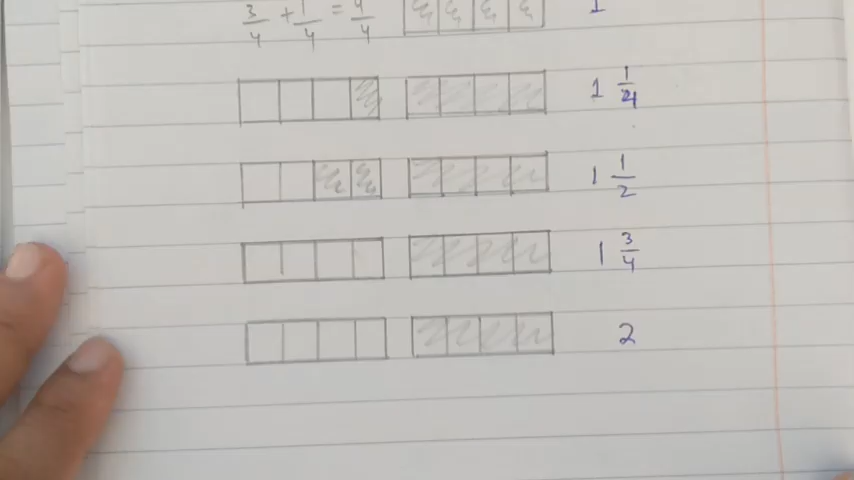 3/4 + 1/4 = 4/4 1
1 1/4
1 1/2
1 3/4
2